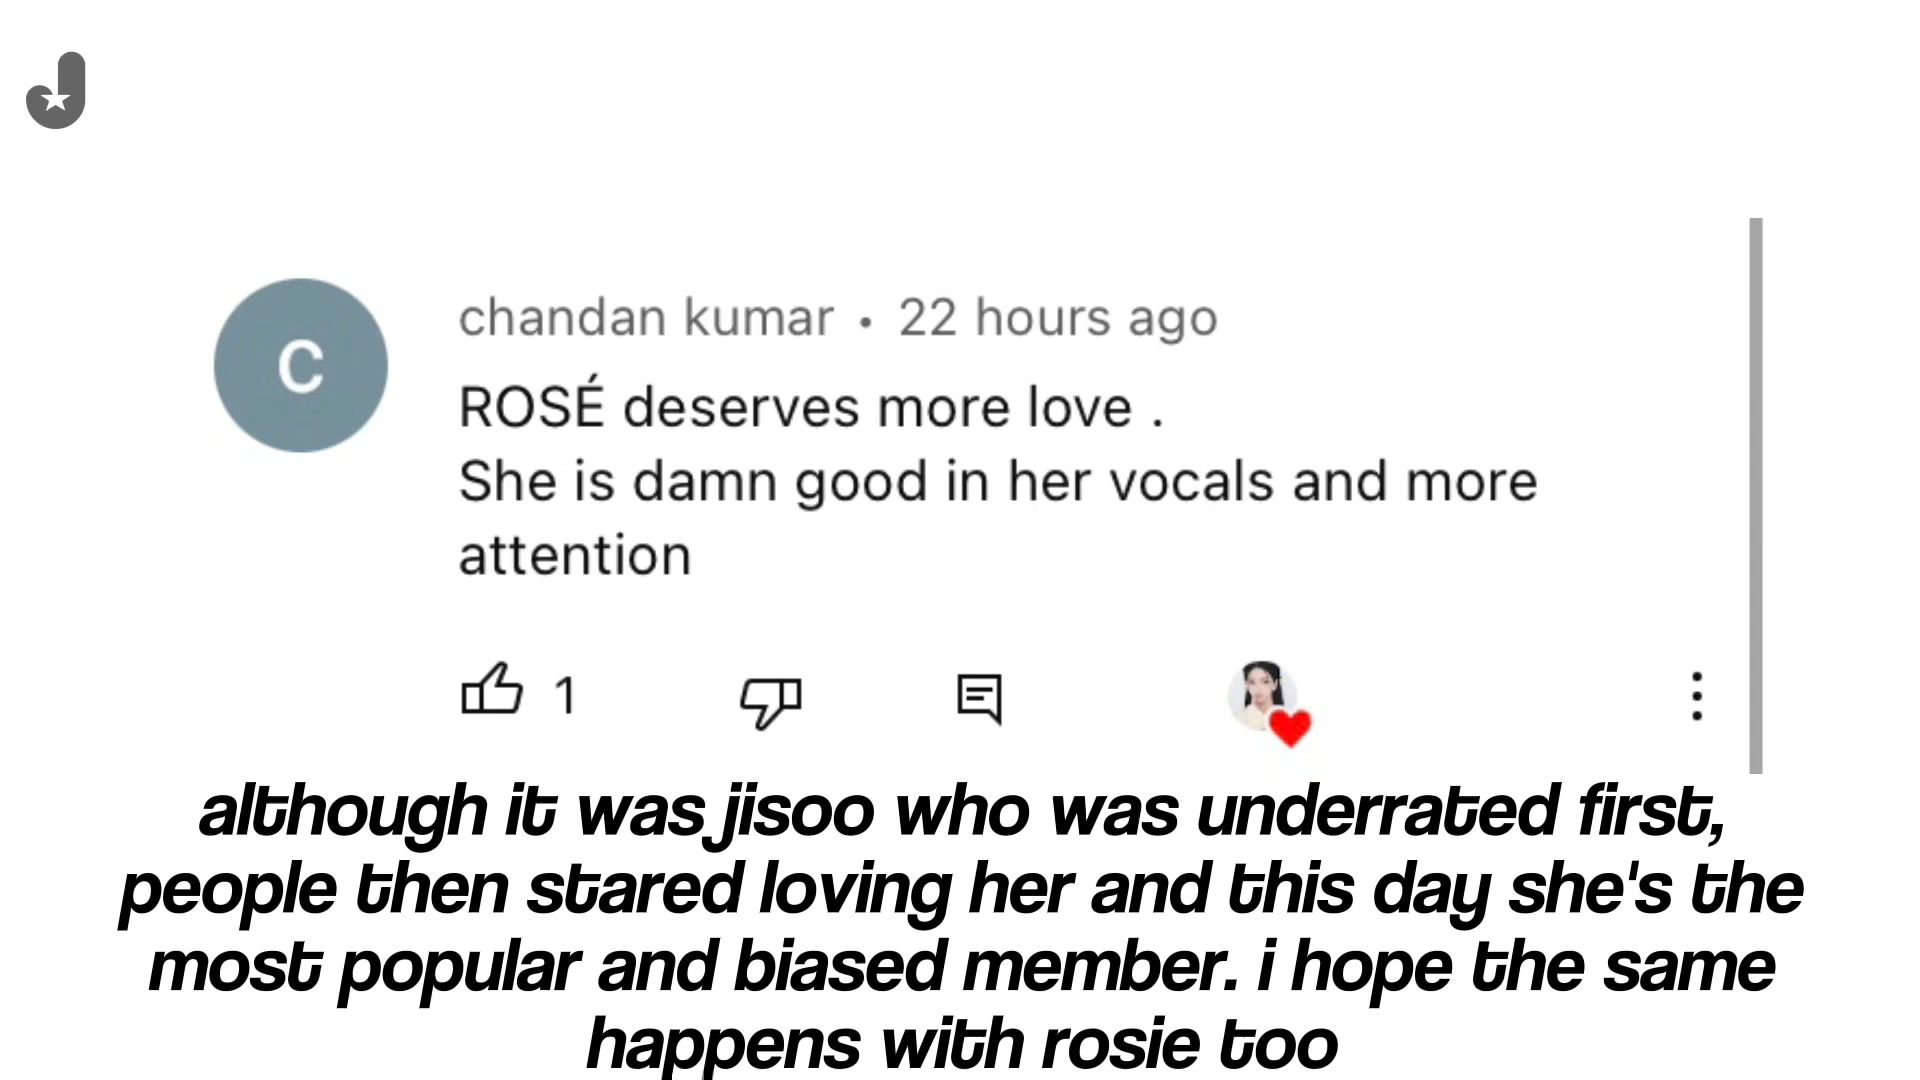 C
chandan kumar • 22 hours ago
ROSÉ deserves more love .
She is damn good in her vocals and more
attention
1
although it was jisoo who was underrated first,
people then stared loving her and this day she's the
most popular and biased member. i hope the same
happens with rosie too